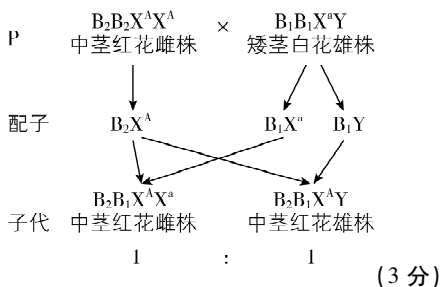 P B₂B₂XᴬXᴬ × B₁B₁XᵃY
中茎红花雌株 矮茎白花雄株
配子 B₂Xᴬ B₁Xᵃ B₁Y
B₂B₁XᴬXᵃ B₂B₁XᴬY
子代 中茎红花雌株 中茎红花雄株
1 : 1
(3 分)